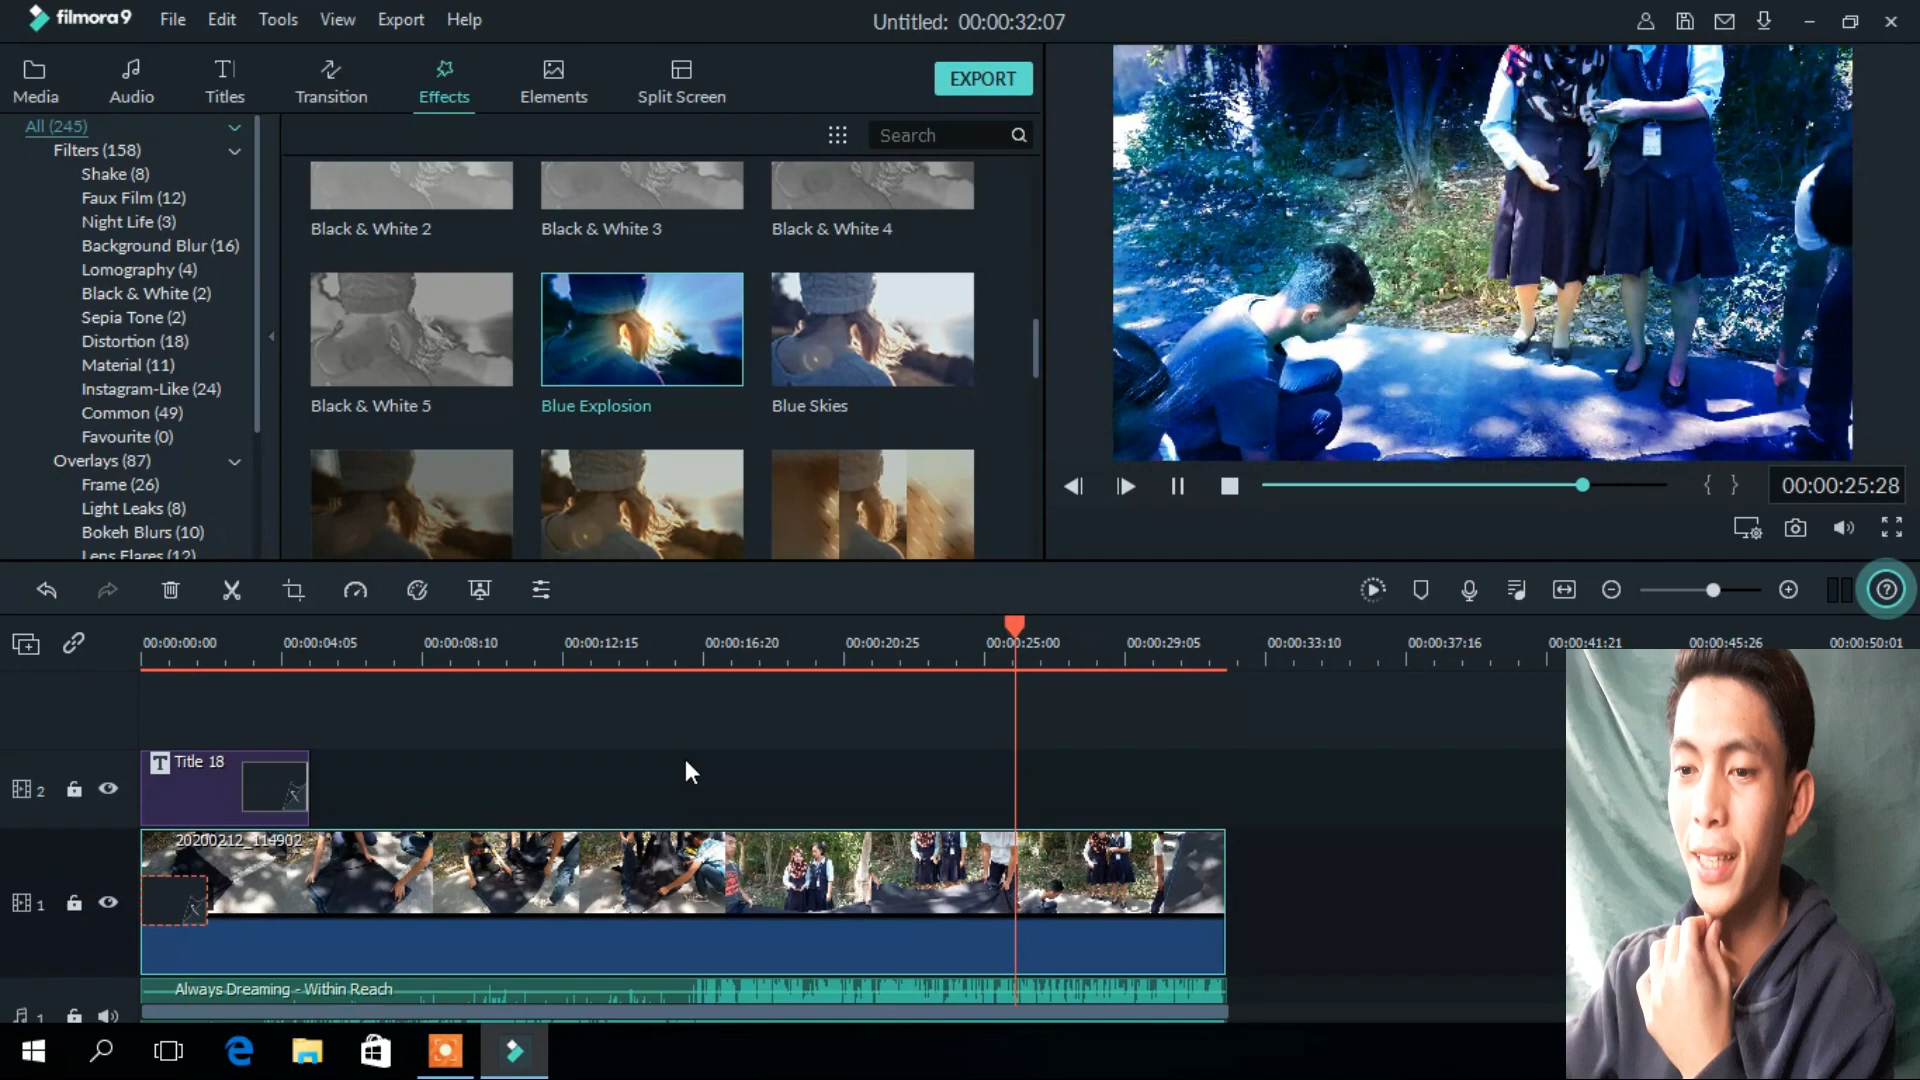 filmora9 File Edit Tools View Export Help Untitled: 00:00:32:07
Media Audio Titles Transition Effects Elements Split Screen EXPORT
All (245)
Filters (158)
Shake (8)
Faux Film (12)
Night Life (3)
Background Blur (16)
Lomography (4)
Black & White (2)
Sepia Tone (2)
Distortion (18)
Material (11)
Instagram-Like (24)
Common (49)
Favourite (0)
Overlays (87)
Frame (26)
Light Leaks (8)
Bokeh Blurs (10)
Lens Flares (12)
Search
Black & White 2 Black & White 3 Black & White 4
Black & White 5 Blue Explosion Blue Skies
{ } 00:00:25:28
00:00:00:00 00:00:04:05 00:00:08:10 00:00:12:15 00:00:16:20 00:00:20:25 00:00:25:00 00:00:29:05 00:00:33:10 00:00:37:16 00:00:41:21 00:00:45:26 00:00:50:01
T Title 18
2
20200212_114902
1
Always Dreaming - Within Reach
1